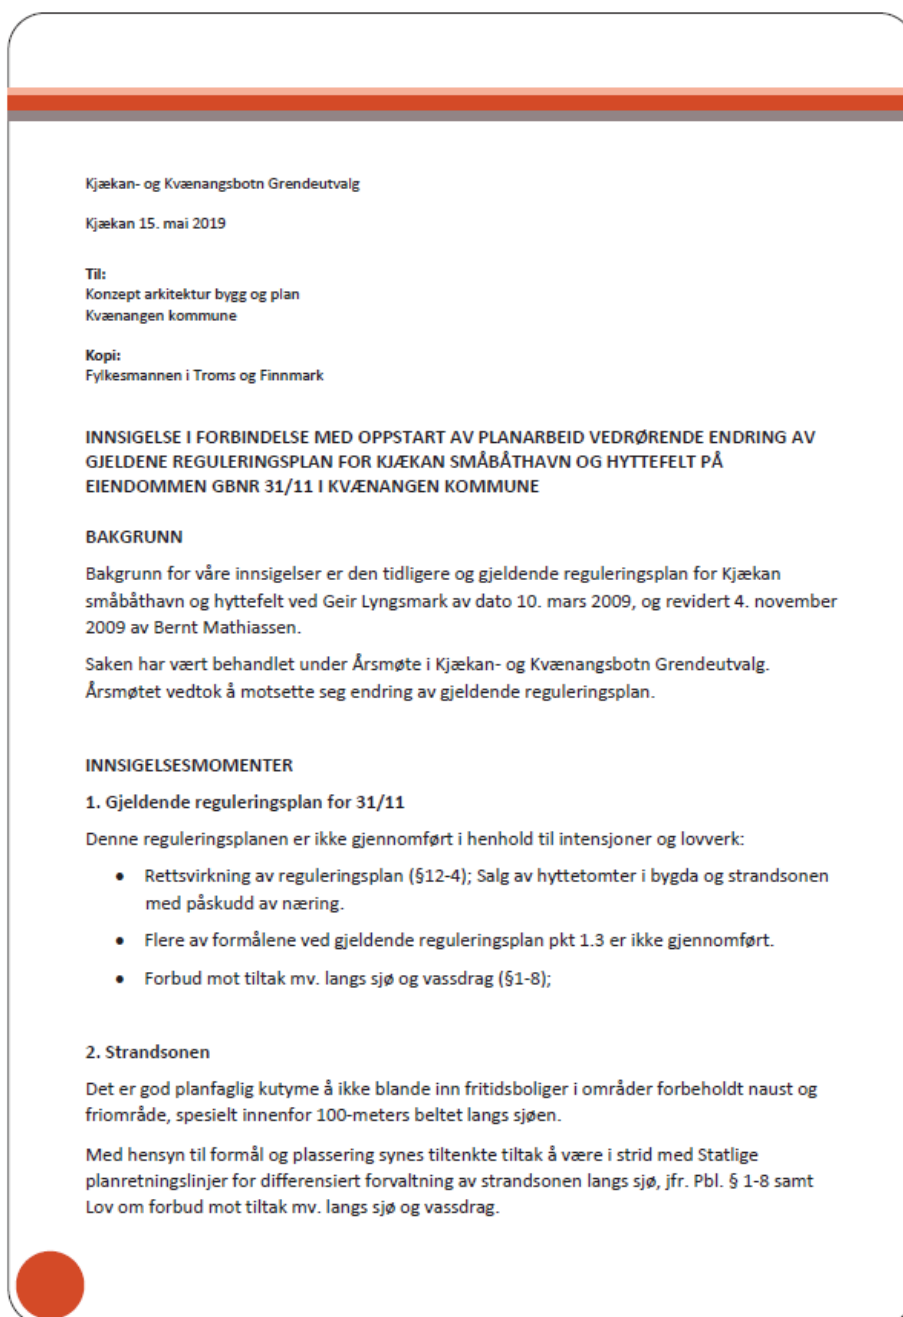 Kjækan- og Kvænangsbotn Grendeutvalg
Kjækan 15. mai 2019
Til:
Konzept arkitektur bygg og plan
Kvænangen kommune
Kopi:
Fylkesmannen i Troms og Finnmark
INNSIGELSE I FORBINDELSE MED OPPSTART AV PLANARBEID VEDRØRENDE ENDRING AV
GJELDENE REGULERINGSPLAN FOR KJÆKAN SMÅBÅTHAVN OG HYTTEFELT PÅ
EIENDOMMEN GBNR 31/11 I KVÆNANGEN KOMMUNE
BAKGRUNN
Bakgrunn for våre innsigelser er den tidligere og gjeldende reguleringsplan for Kjækan
småbåthavn og hyttefelt ved Geir Lyngsmark av dato 10. mars 2009, og revidert 4. november
2009 av Bernt Mathiassen.
Saken har vært behandlet under Årsmøte i Kjækan- og Kvænangsbotn Grendeutvalg.
Årsmøtet vedtok å motsette seg endring av gjeldende reguleringsplan.
INNSIGELSESMOMENTER
1. Gjeldende reguleringsplan for 31/11
Denne reguleringsplanen er ikke gjennomført i henhold til intensjoner og lovverk:
• Rettsvirkning av reguleringsplan (§12-4); Salg av hyttetomter i bygda og strandsonen
med påskudd av næring.
• Flere av formålene ved gjeldende reguleringsplan pkt 1.3 er ikke gjennomført.
• Forbud mot tiltak mv. langs sjø og vassdrag (§1-8);
2. Strandsonen
Det er god planfaglig kutyme å ikke blande inn fritidsboliger i områder forbeholdt naust og
friområde, spesielt innenfor 100-meters beltet langs sjøen.
Med hensyn til formål og plassering synes tiltenkte tiltak å være i strid med Statlige
planretningslinjer for differensiert forvaltning av strandsonen langs sjø, jfr. Pbl. § 1-8 samt
Lov om forbud mot tiltak mv. langs sjø og vassdrag.